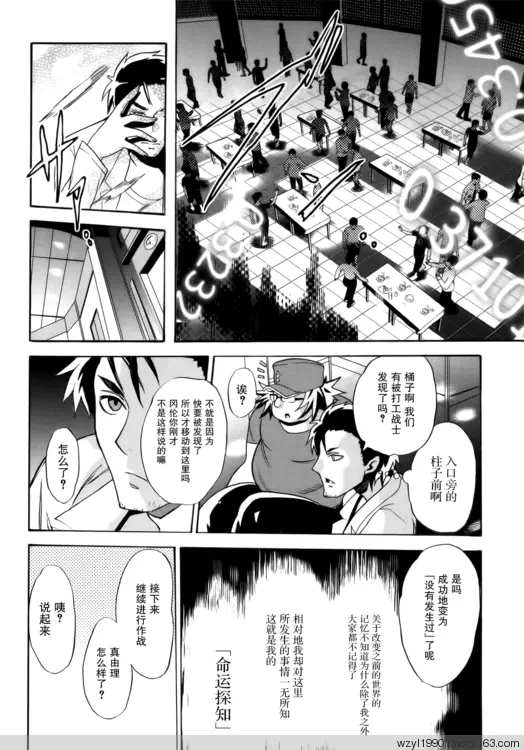 桶子啊 我们
有被打工战士
发现了吗?
入口旁的
柱子前啊
诶?
不就是因为
快要被发现了
所以才移动到这里吗
冈伦你刚才
不是这样说的嘛
怎么了?
是吗
成功地变为
「没有发生过」了呢
关于改变之前的世界的
记忆不知道为什么除了我之外
大家都不记得了
相对地我却对这里
所发生的事情一无所知
这就是我的
「命运探知」
接下来
继续进行作战
真由理
怎么样了?
咦?
说起来